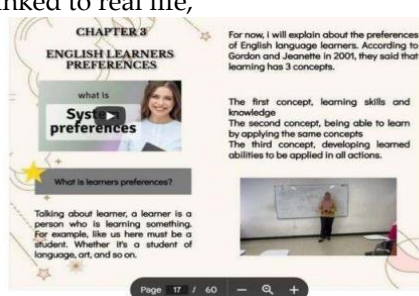 nked to real life,
CHAPTER 3
ENGLISH LEARNERS
PREFERENCES
what is
System
preferences
What is learners preferences?
Talking about learner, a learner is a
person who is learning something.
For example, like us here must be a
student. Whether it's a student of
language, art, and so on.
For now, i will explain about the preferences
of English language learners. According to
Gordon and Jeanette in 2001, they said that
learning has 3 concepts.
The first concept, learning skills and
knowledge
The second concept, being able to learn
by applying the same concepts
The third concept, developing learned
abilities to be applied in all actions.
Page 17 / 60 — +